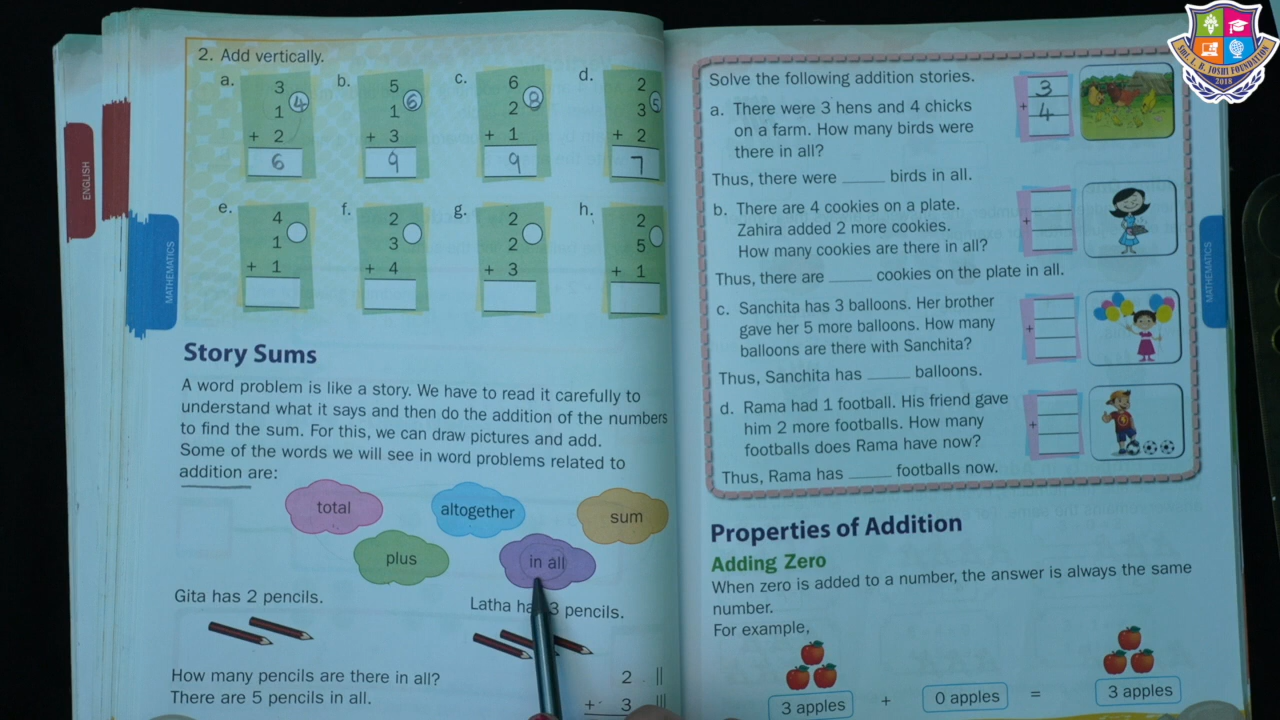 2. Add vertically.
a. 3 1 + 2 4 6
b. 5 1 + 3 6 9
c. 6 2 + 1 8 9
d. 2 3 + 2 5 7
e. 4 1 + 1
f. 2 3 + 4
g. 2 2 + 3
h. 2 5 + 1
Story Sums
A word problem is like a story. We have to read it carefully to
understand what it says and then do the addition of the numbers
to find the sum. For this, we can draw pictures and add.
Some of the words we will see in word problems related to
addition are:
total
altogether
sum
plus
in all
Gita has 2 pencils.
Latha 3 pencils.
How many pencils are there in all?
There are 5 pencils in all.
2
+ 3
ENGLISH
MATHEMATICS
Solve the following addition stories.
a. There were 3 hens and 4 chicks
on a farm. How many birds were
there in all?
3
+ 4
Thus, there were ____ birds in all.
b. There are 4 cookies on a plate.
Zahira added 2 more cookies.
How many cookies are there in all?
+
Thus, there are ____ cookies on the plate in all.
c. Sanchita has 3 balloons. Her brother
gave her 5 more balloons. How many
balloons are there with Sanchita?
+
Thus, Sanchita has ____ balloons.
d. Rama had 1 football. His friend gave
him 2 more footballs. How many
footballs does Rama have now?
+
Thus, Rama has ____ footballs now.
Properties of Addition
Adding Zero
When zero is added to a number, the answer is always the same
number.
For example,
3 apples + 0 apples = 3 apples
MATHEMATICS
SMT. L. B. JOSHI FOUNDATION
2018